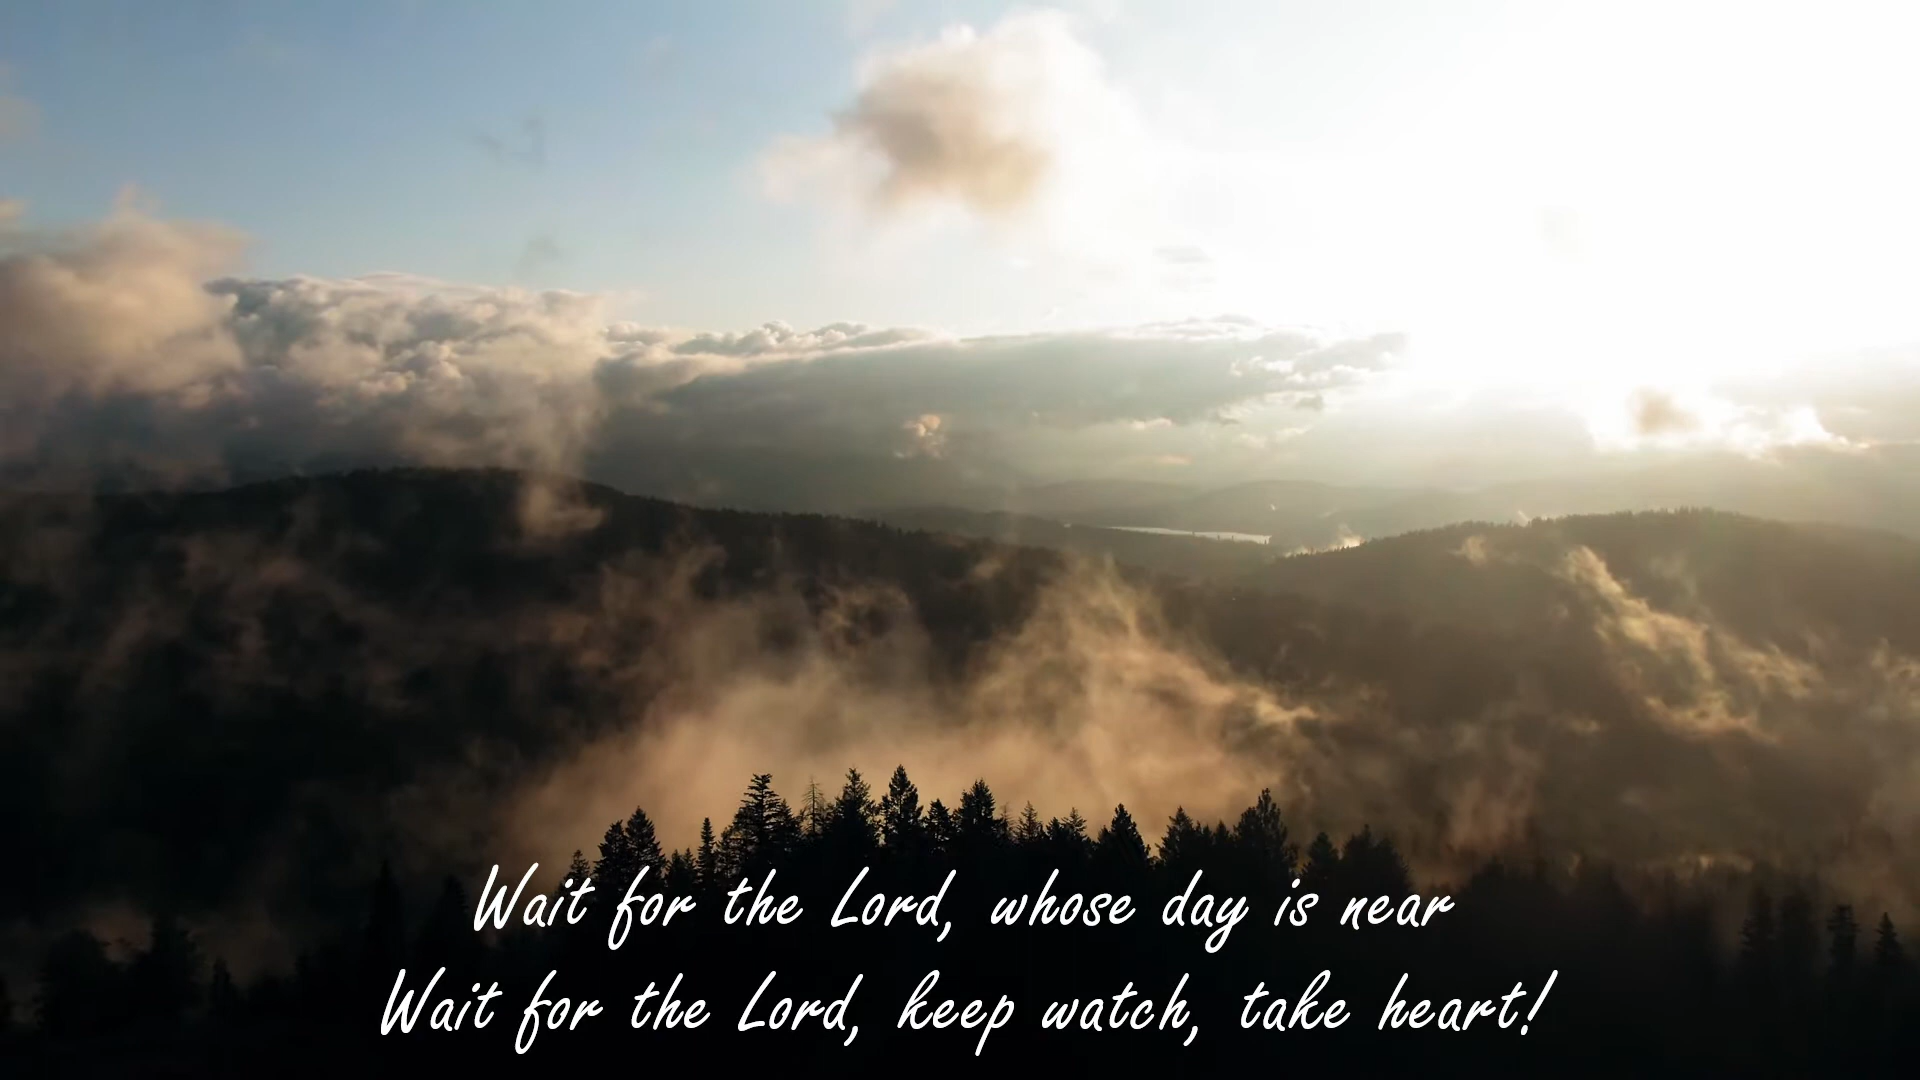 Wait for the Lord, whose day is near
Wait for the Lord, keep watch, take heart!